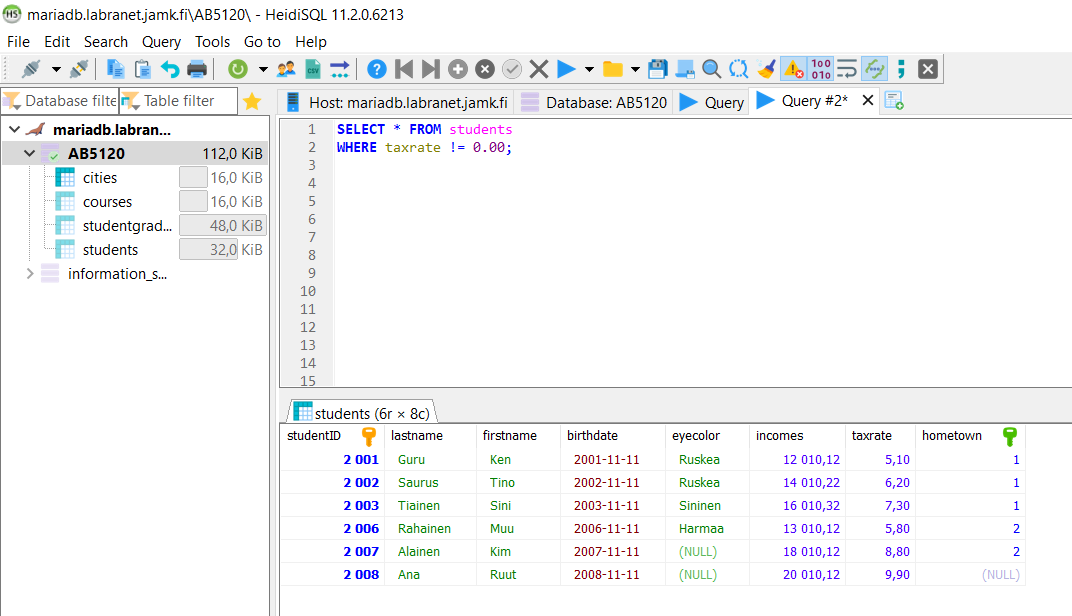 HS mariadb.labranet.jamk.fi\AB5120\ - HeidiSQL 11.2.0.6213
File Edit Search Query Tools Go to Help
CSV ? 100 010 ;
Database filte Table filter Host: mariadb.labranet.jamk.fi Database: AB5120 Query Query #2*
mariadb.labran...
AB5120 112,0 KiB
cities 16,0 KiB
courses 16,0 KiB
studentgrad... 48,0 KiB
students 32,0 KiB
information_s...
1 SELECT * FROM students
2 WHERE taxrate != 0.00;
3
4
5
6
7
8
9
10
11
12
13
14
15
students (6r × 8c)
studentID lastname firstname birthdate eyecolor incomes taxrate hometown
2 001 Guru Ken 2001-11-11 Ruskea 12 010,12 5,10 1
2 002 Saurus Tino 2002-11-11 Ruskea 14 010,22 6,20 1
2 003 Tiainen Sini 2003-11-11 Sininen 16 010,32 7,30 1
2 006 Rahainen Muu 2006-11-11 Harmaa 13 010,12 5,80 2
2 007 Alainen Kim 2007-11-11 (NULL) 18 010,12 8,80 2
2 008 Ana Ruut 2008-11-11 (NULL) 20 010,12 9,90 (NULL)